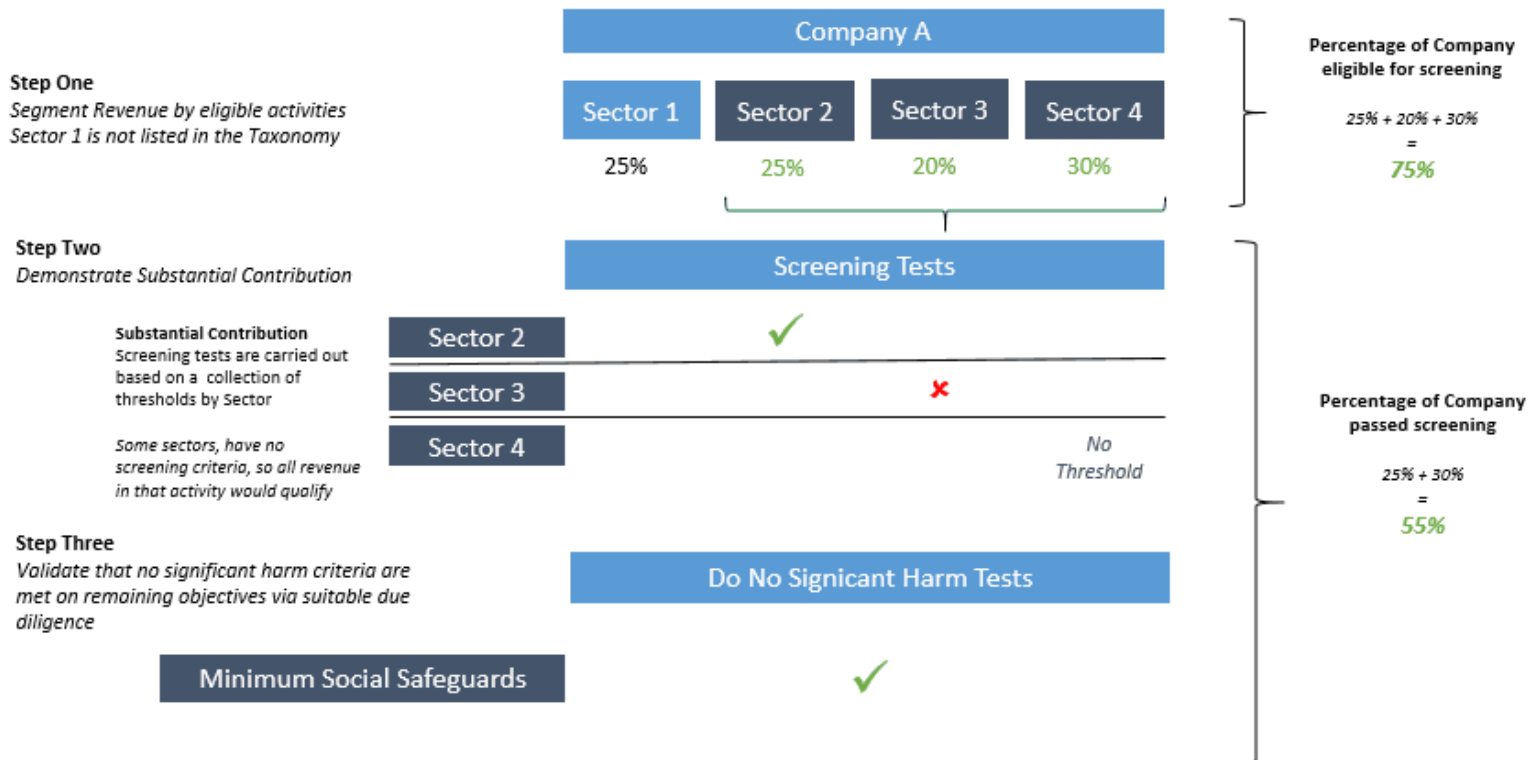 Company A
Percentage of Company
eligible for screening
Step One
Segment Revenue by eligible activities
Sector 1 is not listed in the Taxonomy
Sector 1
Sector 2
Sector 3
Sector 4
25%
25%
20%
30%
25% + 20% + 30%
=
75%
Step Two
Demonstrate Substantial Contribution
Screening Tests
Substantial Contribution
Screening tests are carried out
based on a collection of
thresholds by Sector
Some sectors, have no
screening criteria, so all revenue
in that activity would qualify
Sector 2
Sector 3
Sector 4
No
Threshold
Percentage of Company
passed screening
25% + 30%
=
55%
Step Three
Validate that no significant harm criteria are
met on remaining objectives via suitable due
diligence
Do No Signicant Harm Tests
Minimum Social Safeguards